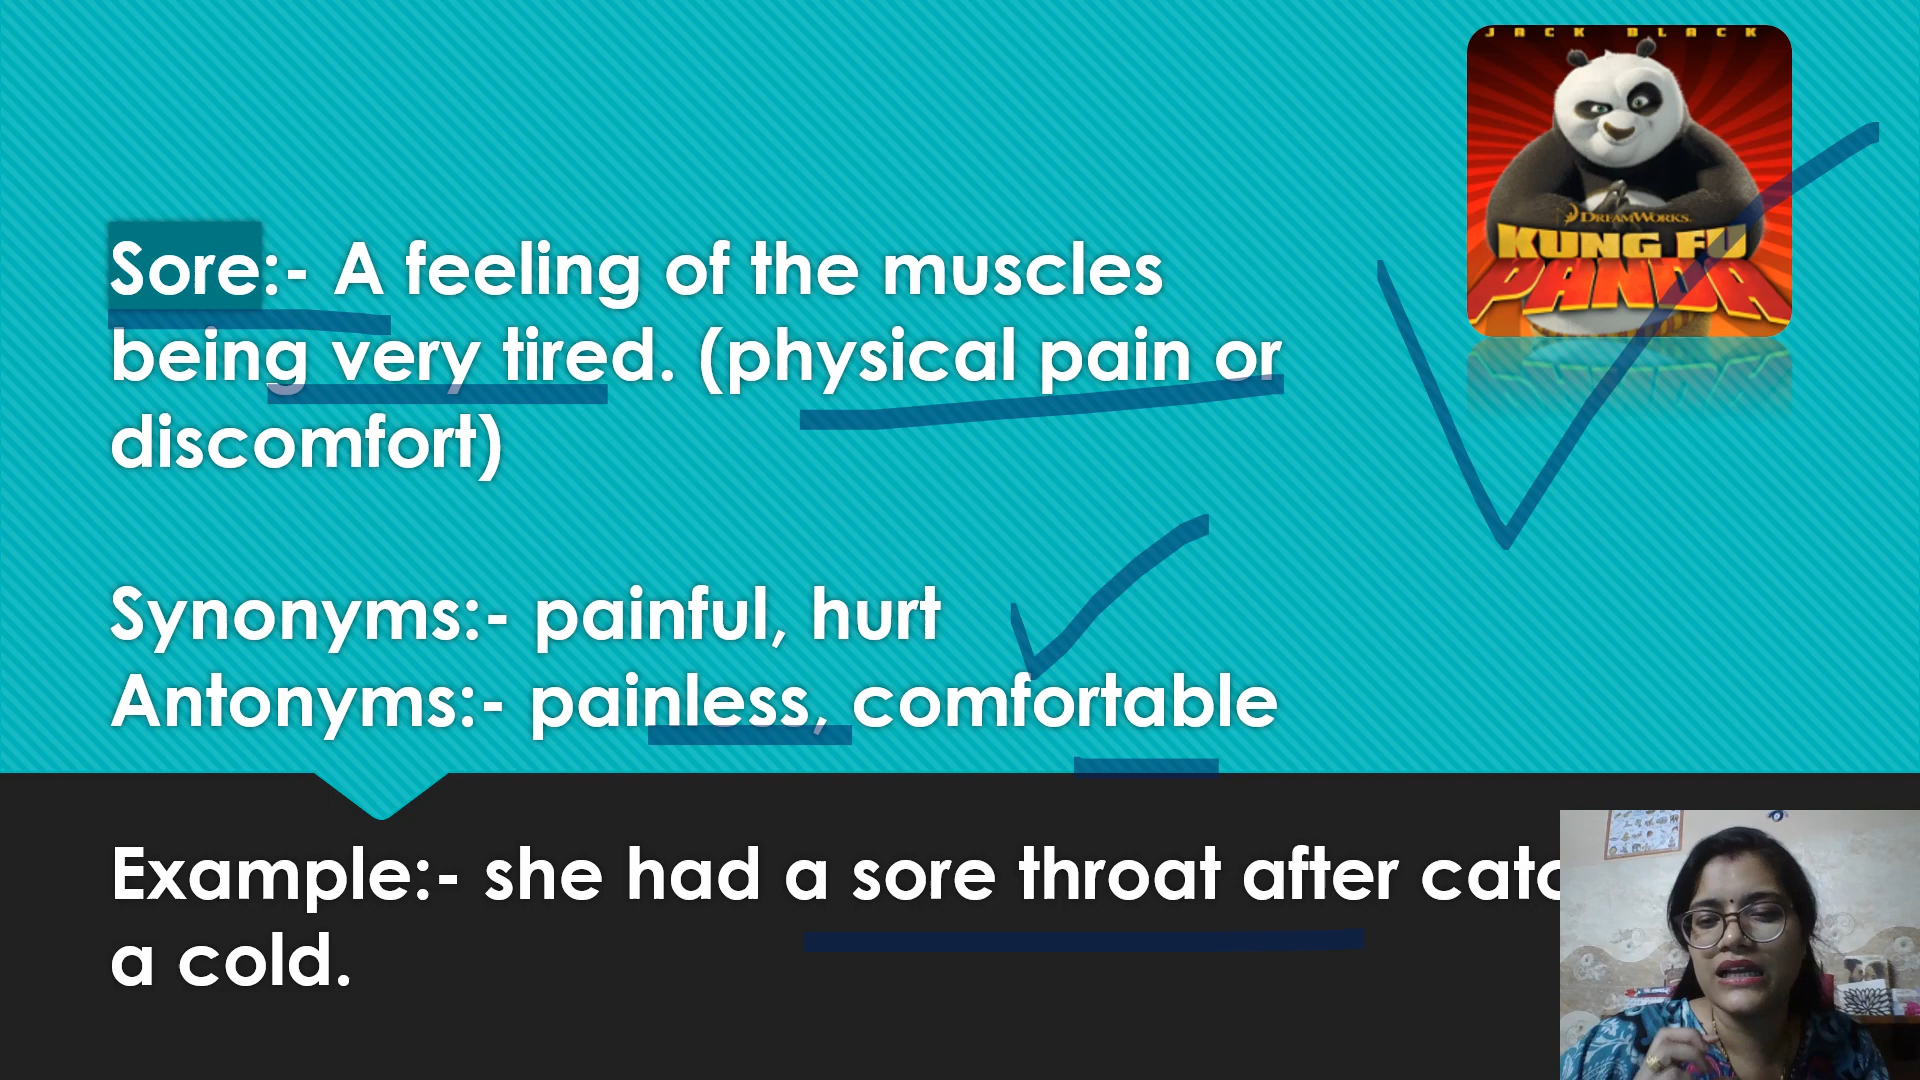 JACK BLACK
DREAMWORKS
KUNG FU
PANDA
Sore:- A feeling of the muscles
being very tired. (physical pain or
discomfort)
Synonyms:- painful, hurt
Antonyms:- painless, comfortable
Example:- she had a sore throat after
a cold.